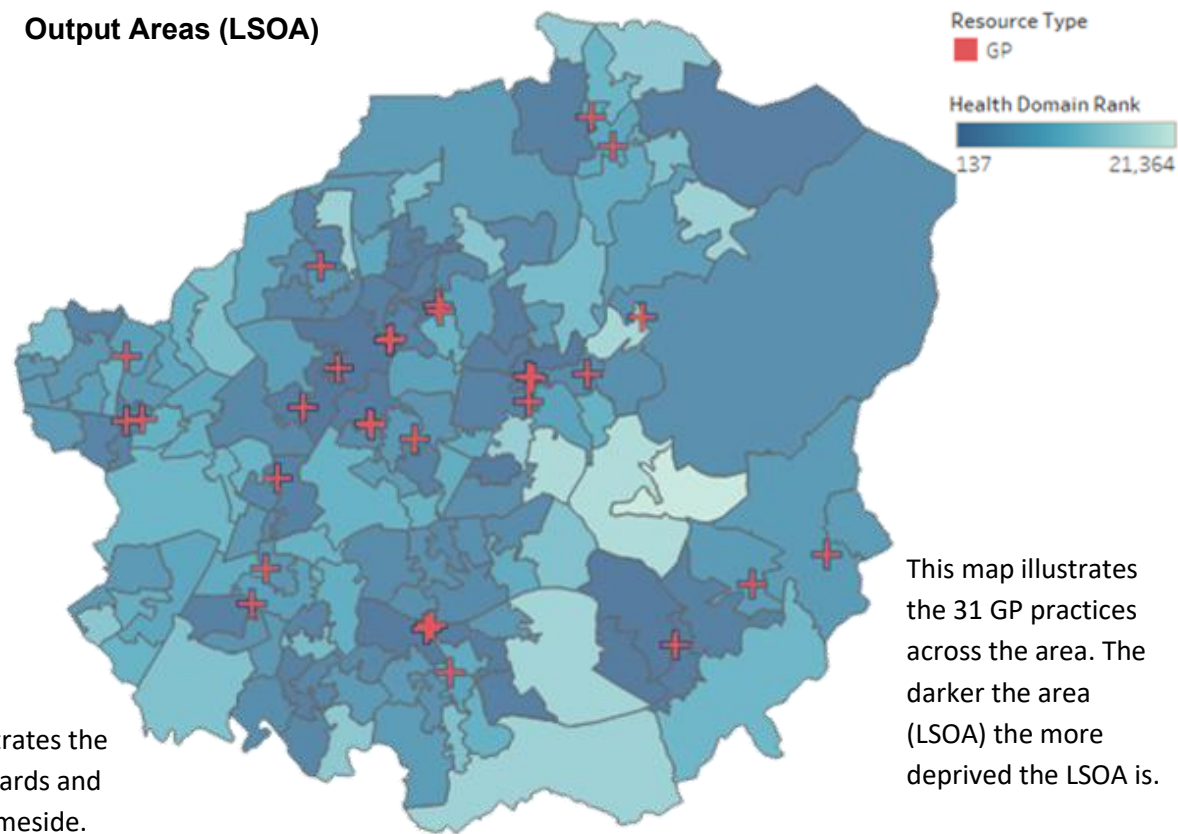 Output Areas (LSOA)
Resource Type
GP
Health Domain Rank
137 21,364
This map illustrates
the 31 GP practices
across the area. The
darker the area
(LSOA) the more
deprived the LSOA is.
trates the
ards and
meside.